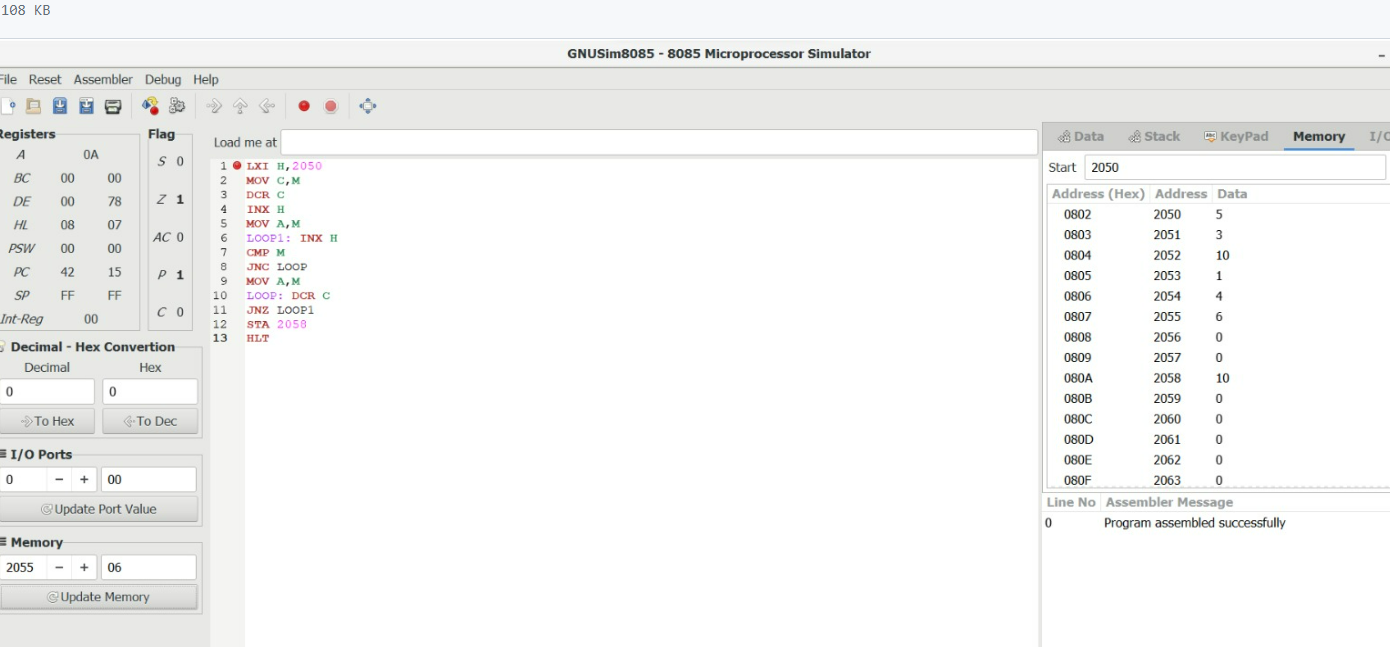 108 KB
GNUSim8085 - 8085 Microprocessor Simulator
File Reset Assembler Debug Help
Registers
A 0A
BC 00 00
DE 00 78
HL 08 07
PSW 00 00
PC 42 15
SP FF FF
Int-Reg 00
Flag
S 0
Z 1
AC 0
P 1
C 0
Decimal - Hex Convertion
Decimal Hex
0 0
To Hex To Dec
I/O Ports
0 - + 00
Update Port Value
Memory
2055 - + 06
Update Memory
Load me at
1 LXI H,2050
2 MOV C,M
3 DCR C
4 INX H
5 MOV A,M
6 LOOP1: INX H
7 CMP M
8 JNC LOOP
9 MOV A,M
10 LOOP: DCR C
11 JNZ LOOP1
12 STA 2058
13 HLT
Data Stack KeyPad Memory I/O
Start 2050
Address (Hex) Address Data
0802 2050 5
0803 2051 3
0804 2052 10
0805 2053 1
0806 2054 4
0807 2055 6
0808 2056 0
0809 2057 0
080A 2058 10
080B 2059 0
080C 2060 0
080D 2061 0
080E 2062 0
080F 2063 0
Line No Assembler Message
0 Program assembled successfully